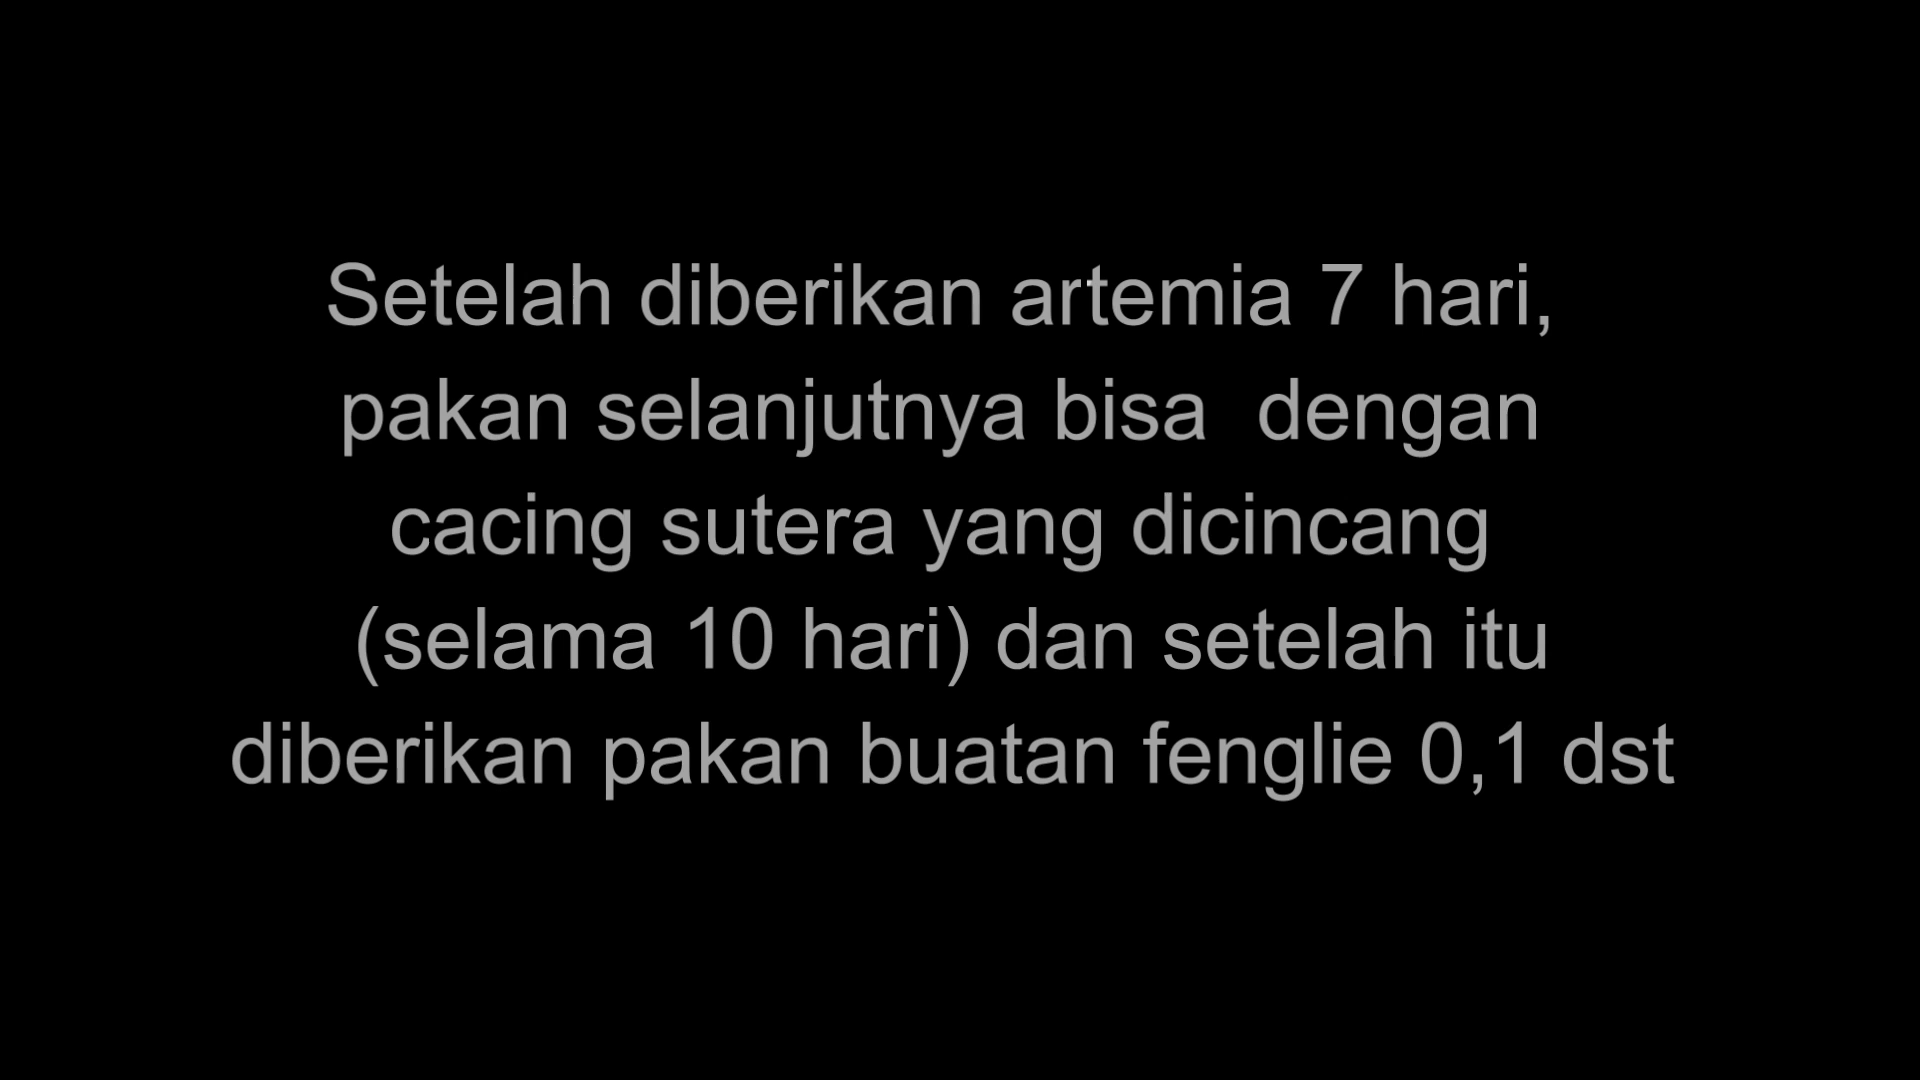 Setelah diberikan artemia 7 hari,
pakan selanjutnya bisa  dengan
cacing sutera yang dicincang
(selama 10 hari) dan setelah itu
diberikan pakan buatan fenglie 0,1 dst